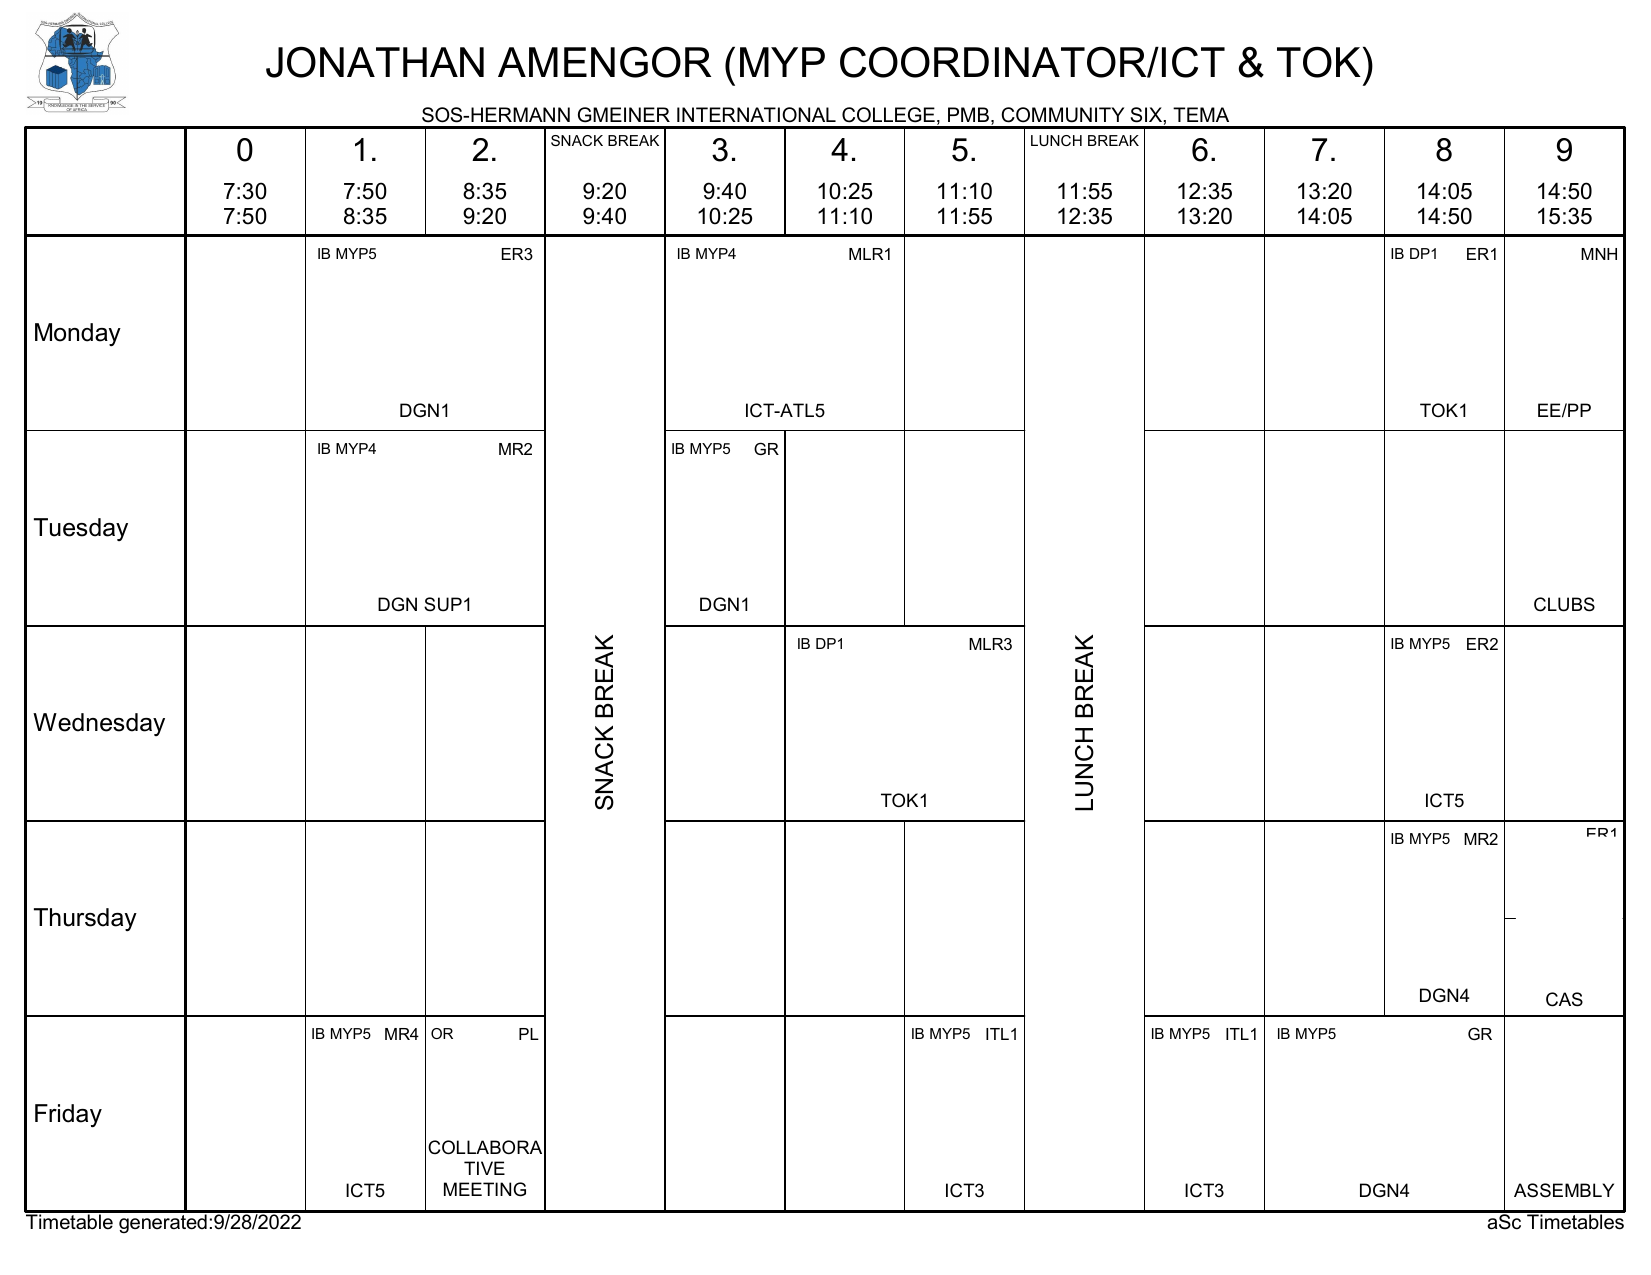 JONATHAN AMENGOR (MYP COORDINATOR/ICT & TOK)
SOS-HERMANN GMEINER INTERNATIONAL COLLEGE, PMB, COMMUNITY SIX, TEMA
0 1. 2. SNACK BREAK 3. 4. 5. LUNCH BREAK 6. 7. 8 9
7:30 7:50 8:35 9:20 9:40 10:25 11:10 11:55 12:35 13:20 14:05 14:50
7:50 8:35 9:20 9:40 10:25 11:10 11:55 12:35 13:20 14:05 14:50 15:35
IB MYP5 ER3 IB MYP4 MLR1 IB DP1 ER1 MNH
Monday
DGN1 ICT-ATL5 TOK1 EE/PP
IB MYP4 MR2 IB MYP5 GR
Tuesday
DGN SUP1 DGN1 CLUBS
SNACK BREAK
LUNCH BREAK
IB DP1 MLR3 IB MYP5 ER2
Wednesday
TOK1 ICT5
IB MYP5 MR2 ER1
Thursday
DGN4 CAS
IB MYP5 MR4 OR PL IB MYP5 ITL1 IB MYP5 ITL1 IB MYP5 GR
Friday
COLLABORA
TIVE
MEETING
ICT5 ICT3 ICT3 DGN4 ASSEMBLY
Timetable generated:9/28/2022 aSc Timetables